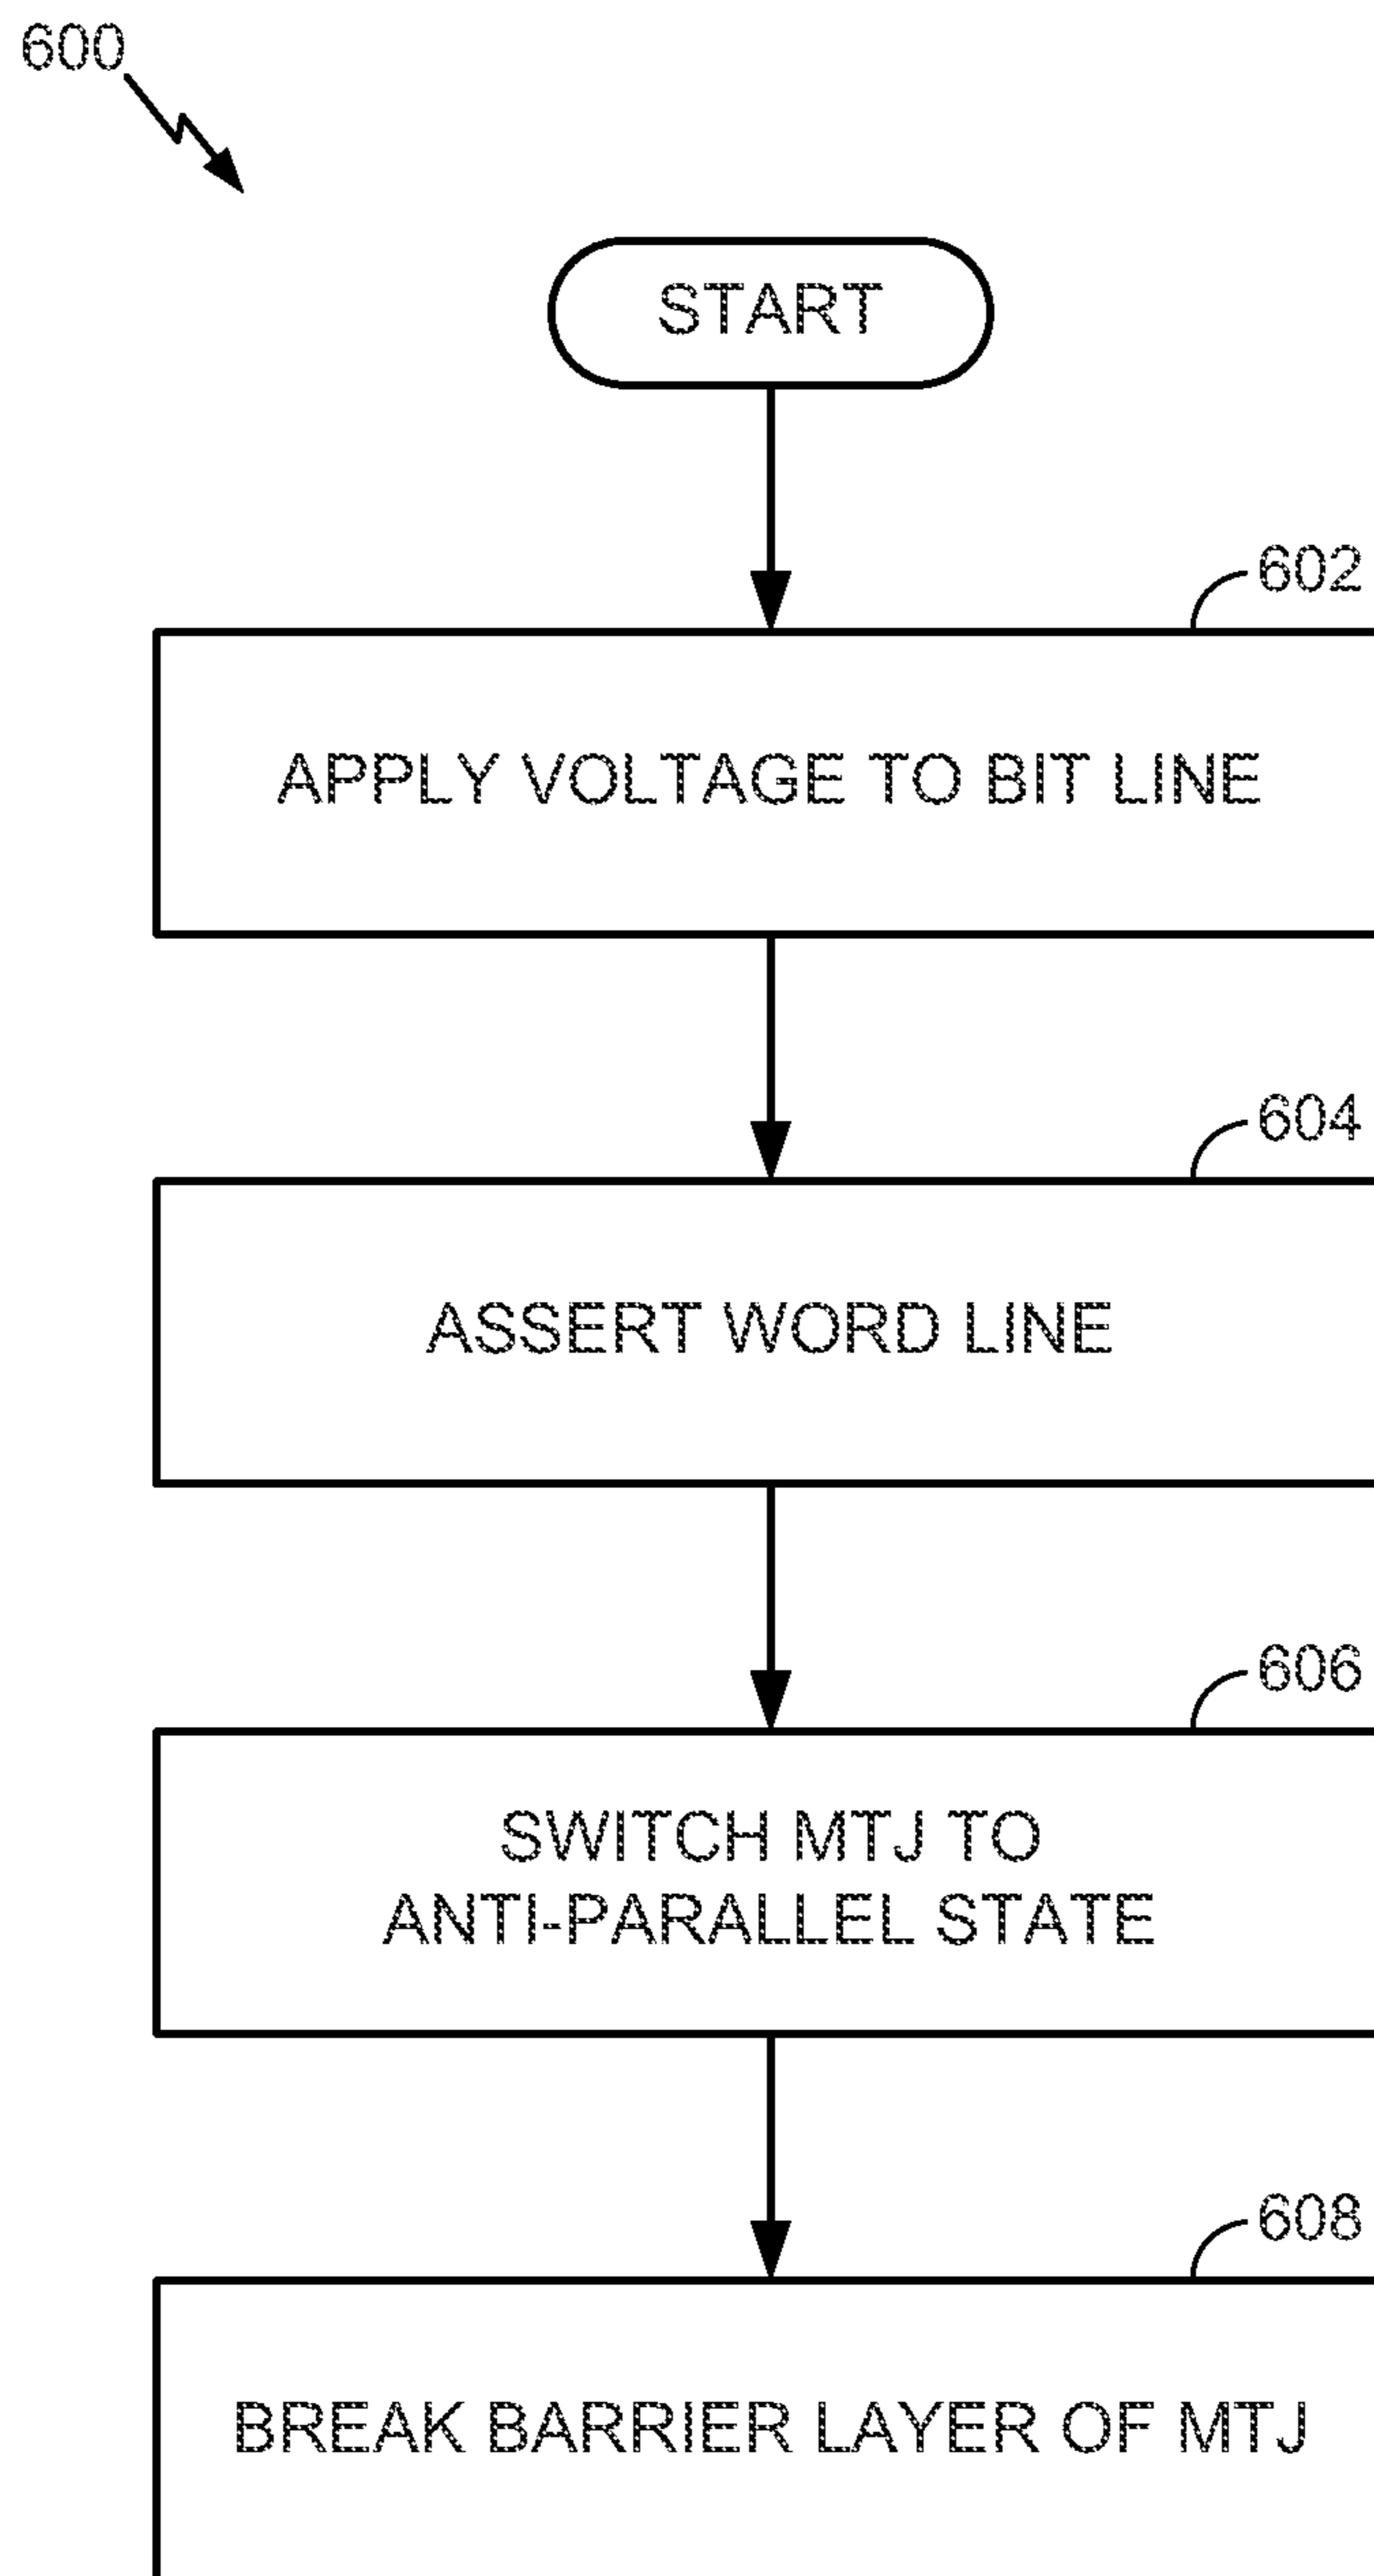 600
START
602
APPLY VOLTAGE TO BIT LINE
604
ASSERT WORD LINE
606
SWITCH MTJ TO
ANTI-PARALLEL STATE
608
BREAK BARRIER LAYER OF MTJ